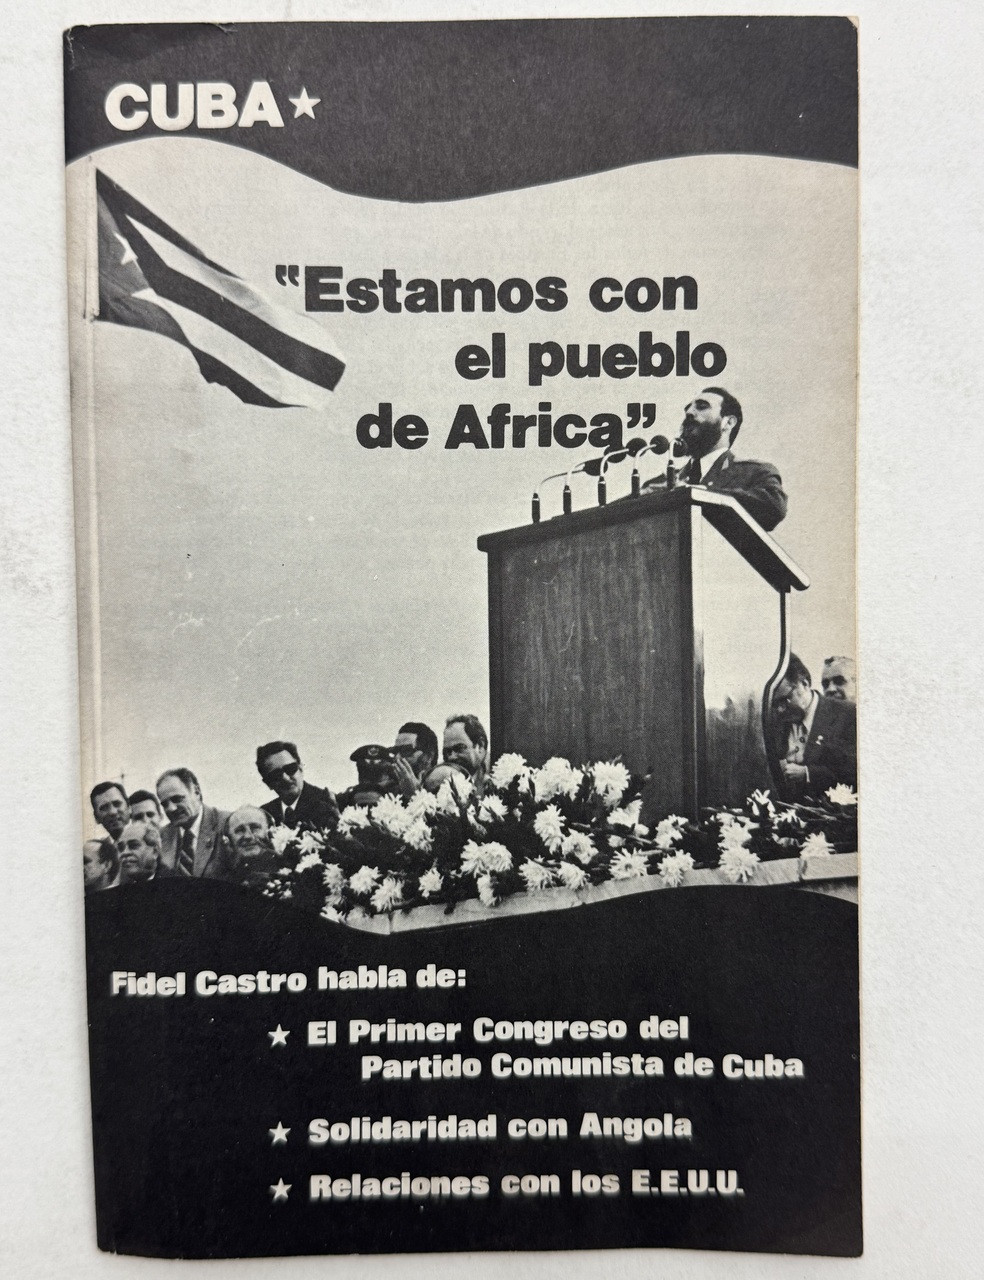 CUBA★
“Estamos con
el pueblo
de Africa”
Fidel Castro habla de:
★ El Primer Congreso del
Partido Comunista de Cuba
★ Solidaridad con Angola
★ Relaciones con los E.E.U.U.